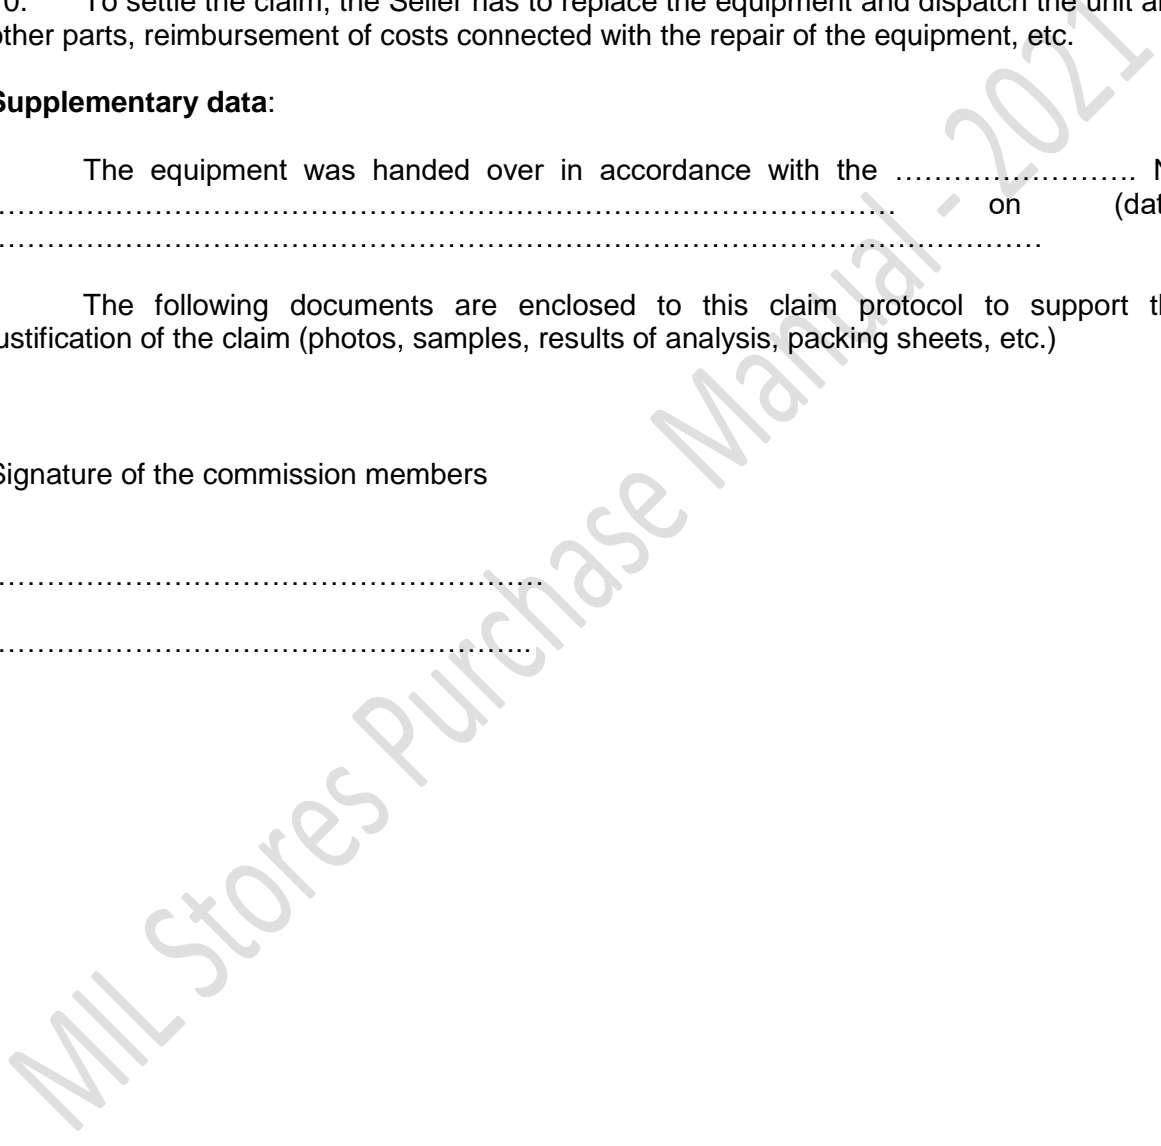 0. To settle the claim, the Seller has to replace the equipment and dispatch the unit
other parts, reimbursement of costs connected with the repair of the equipment, etc.
Supplementary data:
The equipment was handed over in accordance with the …………………….
…………………………………………………………………………………. on (dat
……………………………………………………………………………………………….
The following documents are enclosed to this claim protocol to support th
ustification of the claim (photos, samples, results of analysis, packing sheets, etc.)
Signature of the commission members
……………………………………………….
……………………………………………..
MIL Stores Purchase Manual - 2021